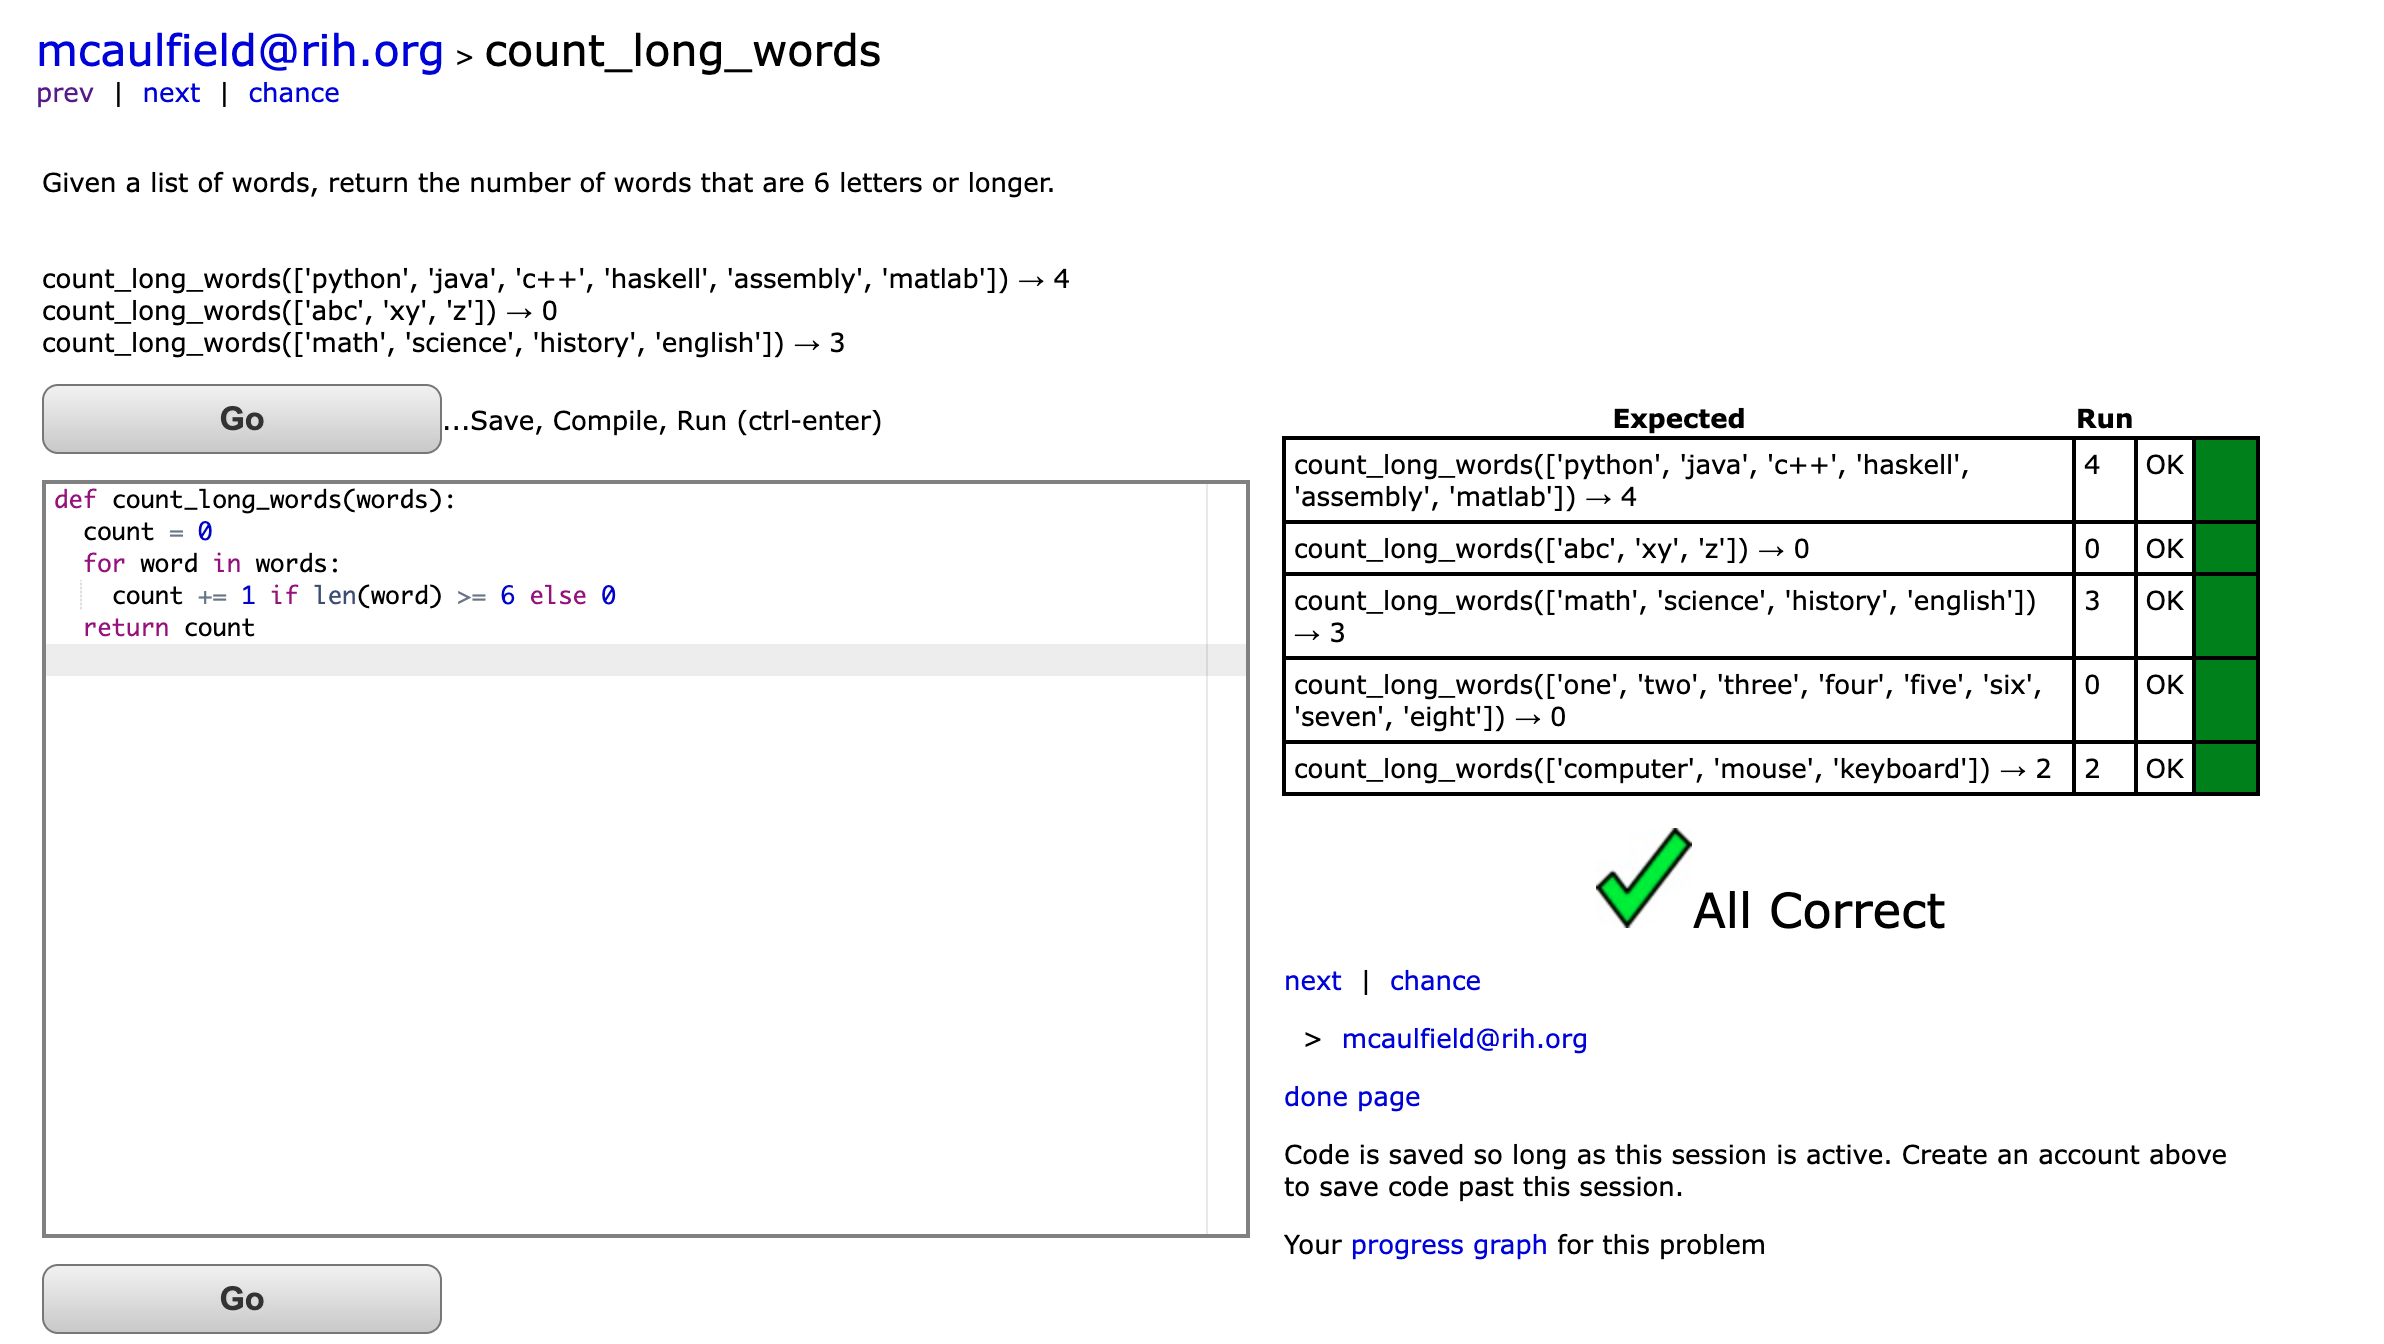 mcaulfield@rih.org > count_long_words
prev | next | chance
Given a list of words, return the number of words that are 6 letters or longer.
count_long_words(['python', 'java', 'c++', 'haskell', 'assembly', 'matlab']) → 4
count_long_words(['abc', 'xy', 'z']) → 0
count_long_words(['math', 'science', 'history', 'english']) → 3
Go ...Save, Compile, Run (ctrl-enter)
def count_long_words(words):
  count = 0
  for word in words:
    count += 1 if len(word) >= 6 else 0
  return count
Go
Expected Run
count_long_words(['python', 'java', 'c++', 'haskell', 4 OK
'assembly', 'matlab']) → 4
count_long_words(['abc', 'xy', 'z']) → 0 0 OK
count_long_words(['math', 'science', 'history', 'english']) 3 OK
→ 3
count_long_words(['one', 'two', 'three', 'four', 'five', 'six', 0 OK
'seven', 'eight']) → 0
count_long_words(['computer', 'mouse', 'keyboard']) → 2 2 OK
All Correct
next | chance
> mcaulfield@rih.org
done page
Code is saved so long as this session is active. Create an account above
to save code past this session.
Your progress graph for this problem